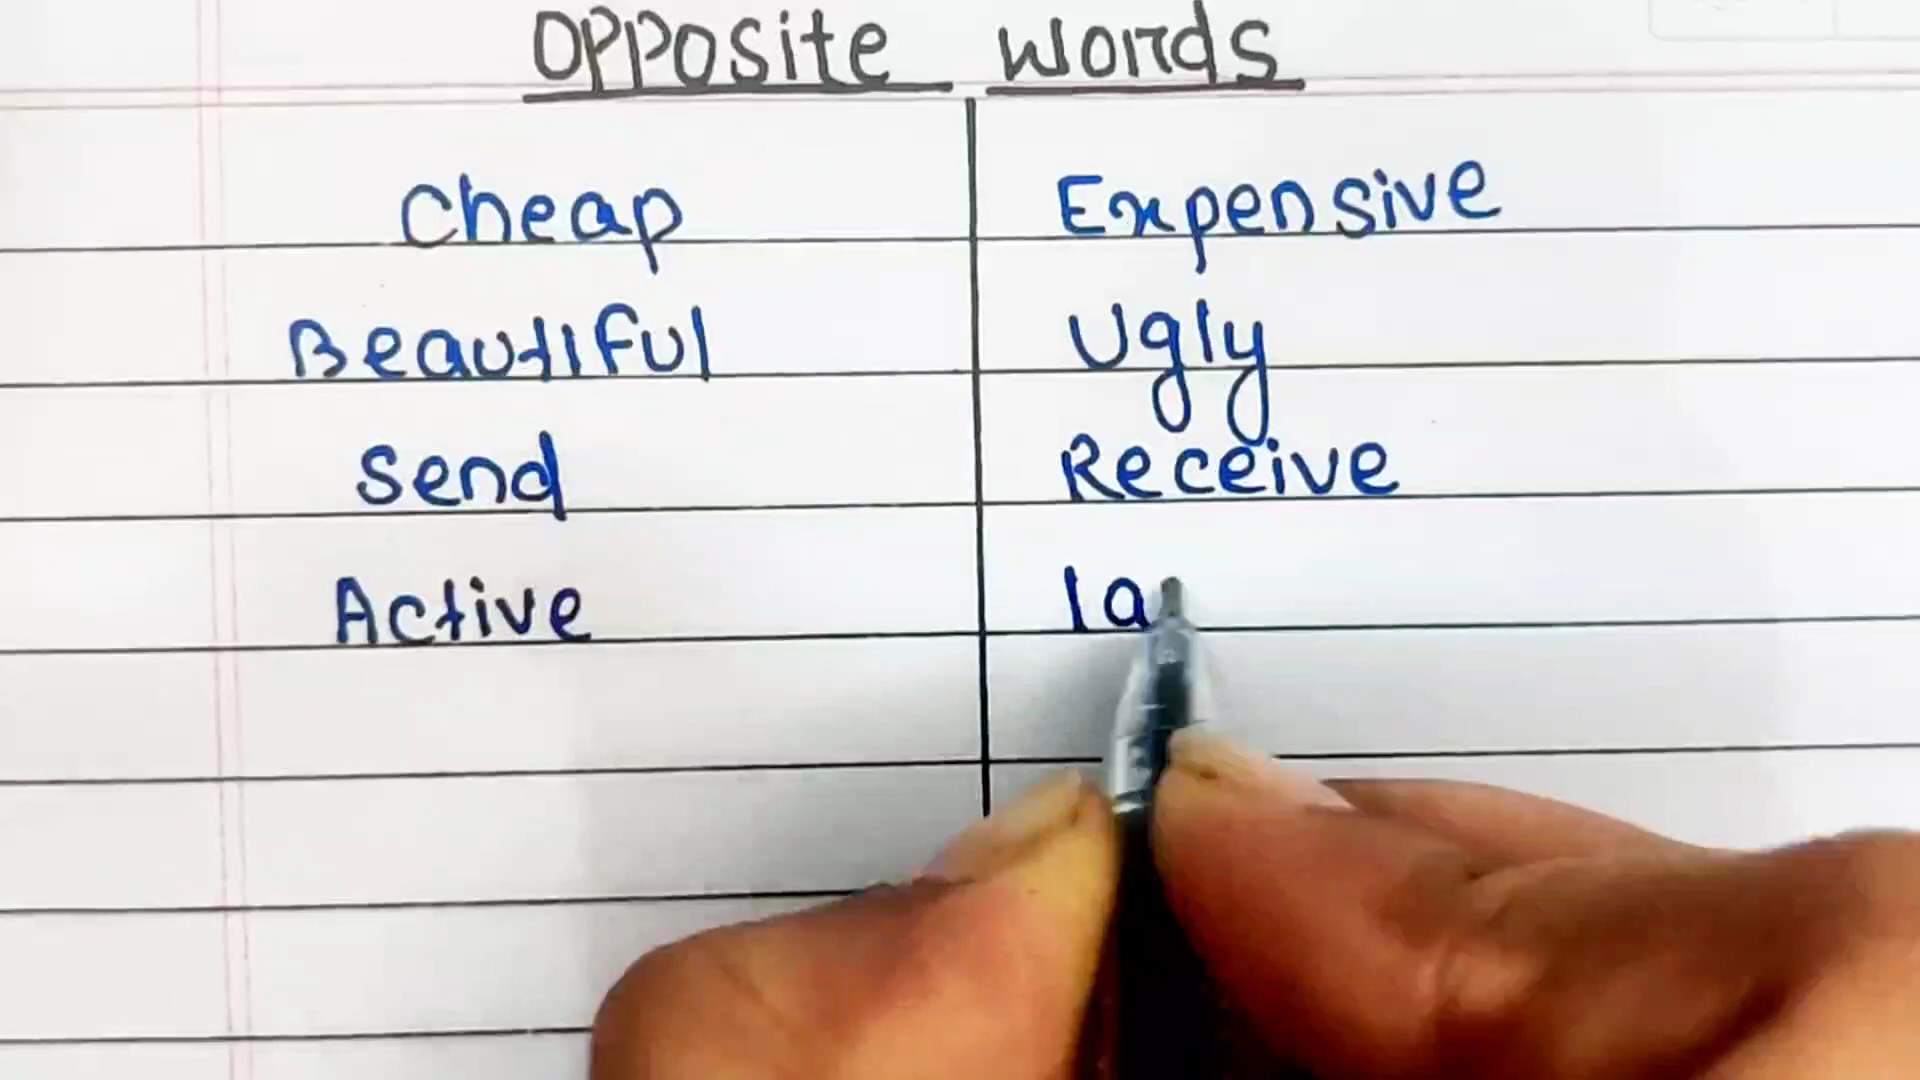 Opposite words
Cheap Expensive
Beautiful Ugly
Send Receive
Active la